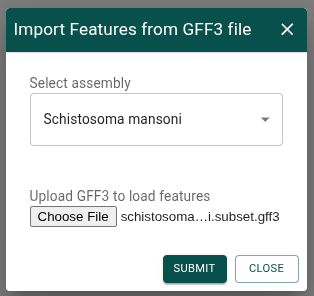 Import Features from GFF3 file
Select assembly
Schistosoma mansoni
Upload GFF3 to load features
Choose File schistosoma…i.subset.gff3
SUBMIT CLOSE